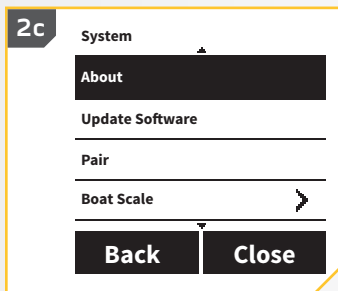 2c
System
About
Update Software
Pair
Boat Scale
Back Close